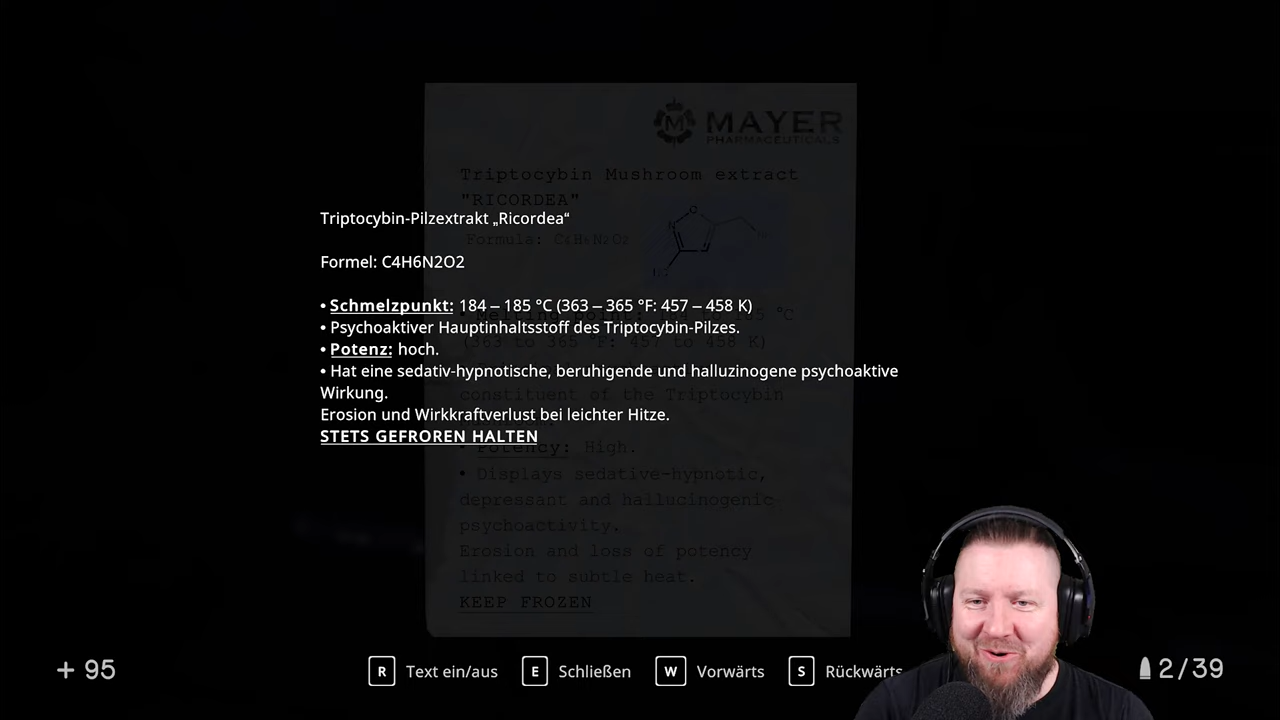 M MAYER
PHARMACEUTICALS
Triptocybin Mushroom extract
"RICORDEA"
Triptocybin-Pilzextrakt „Ricordea“
Formula: C4H6N2O2
Formel: C4H6N2O2
• Schmelzpunkt: 184 – 185 °C (363 – 365 °F: 457 – 458 K)
• Psychoaktiver Hauptinhaltsstoff des Triptocybin-Pilzes.
(363 to 365 °F: 457 to 458 K)
• Potenz: hoch.
• Hat eine sedativ-hypnotische, beruhigende und halluzinogene psychoaktive
Wirkung.
constituent of the Triptocybin
Erosion und Wirkkraftverlust bei leichter Hitze.
STETS GEFROREN HALTEN
• Potency: High.
• Displays sedative-hypnotic,
depressant and hallucinogenic
psychoactivity.
Erosion and loss of potency
linked to subtle heat.
KEEP FROZEN
+ 95
R Text ein/aus E Schließen W Vorwärts S Rückwärts
2/39